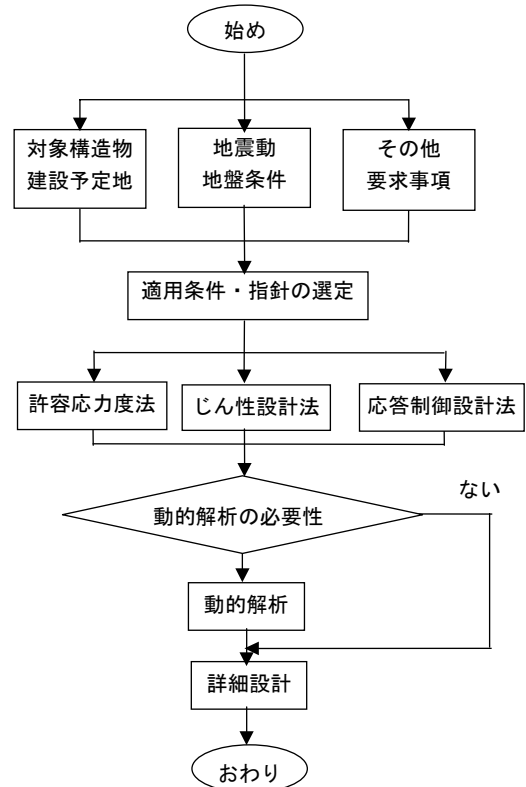 始め
対象構造物
建設予定地
地震動
地盤条件
その他
要求事項
適用条件・指針の選定
許容応力度法
じん性設計法
応答制御設計法
ない
動的解析の必要性
動的解析
詳細設計
おわり